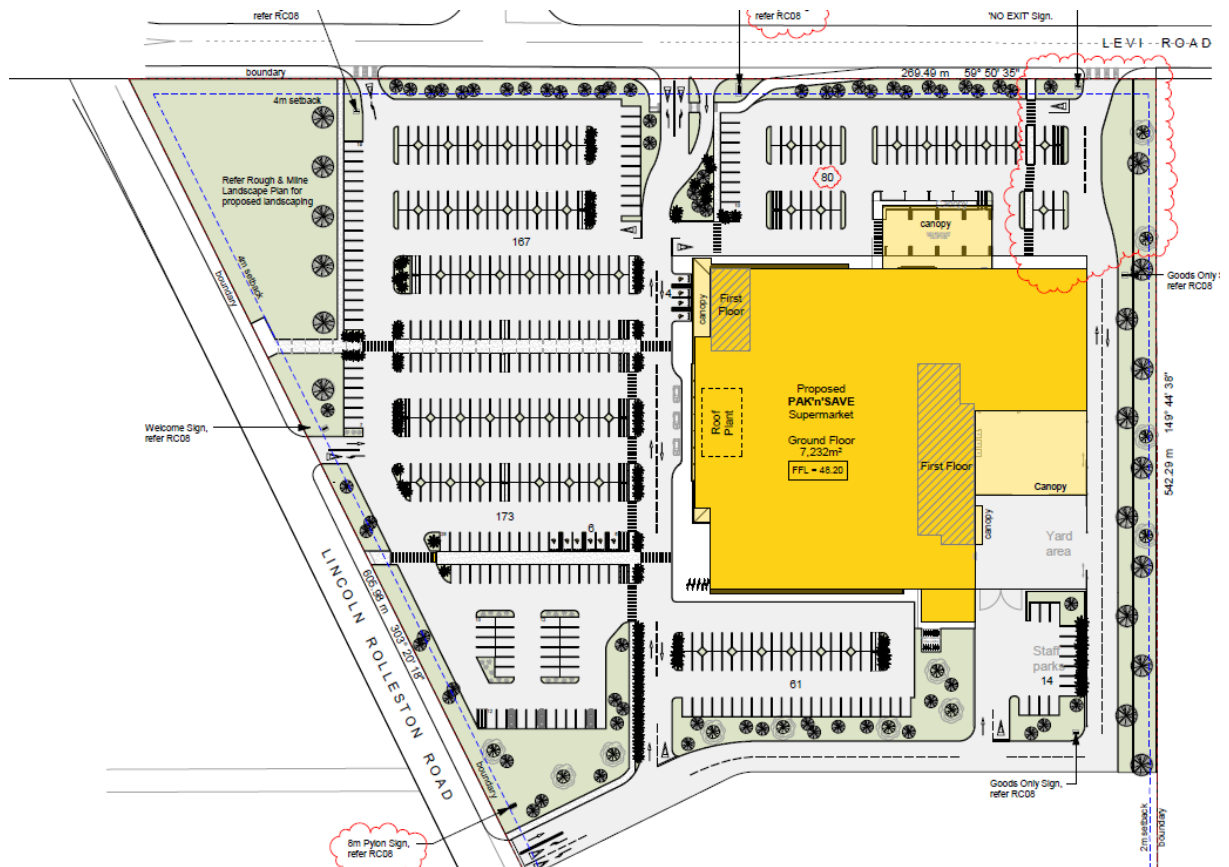 refer RC08
refer RC08
'NO EXIT' Sign.
LEVI ROAD
boundary
269.49 m 59° 50' 35"
4m setback
Refer Rough & Milne
Landscape Plan for
proposed landscaping
80
167
canopy
4m setback
boundary
Goods Only S
refer RC08
4
canopy
First
Floor
Proposed
PAK'n'SAVE
Supermarket
Roof
Plant
Ground Floor
7,232m²
FFL = 48.20
First Floor
Canopy
542.29 m 149° 44' 38"
Welcome Sign,
refer RC08
173
6
canopy
Yard
area
LINCOLN ROLLESTON ROAD
605.98 m 303° 20' 18"
Staff
parks
14
61
boundary
Goods Only Sign,
refer RC08
8m Pylon Sign,
refer RC08
2m setback
boundary